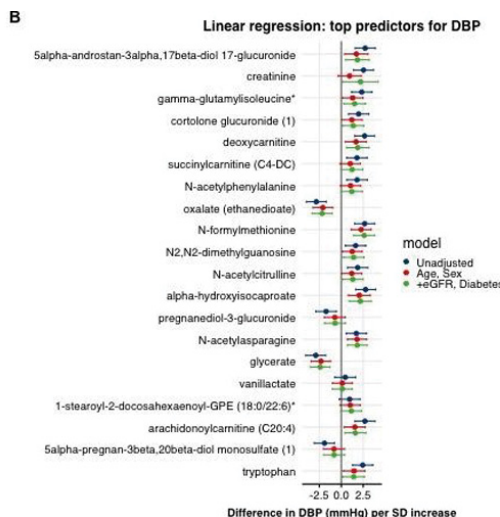 B
Linear regression: top predictors for DBP
5alpha-androstan-3alpha,17beta-diol 17-glucuronide
creatinine
gamma-glutamylisoleucine*
cortolone glucuronide (1)
deoxycarnitine
succinylcarnitine (C4-DC)
N-acetylphenylalanine
oxalate (ethanedioate)
N-formylmethionine
N2,N2-dimethylguanosine
N-acetylcitrulline
alpha-hydroxyisocaproate
pregnanediol-3-glucuronide
N-acetylasparagine
glycerate
vanillactate
1-stearoyl-2-docosahexaenoyl-GPE (18:0/22:6)*
arachidonoylcarnitine (C20:4)
5alpha-pregnan-3beta,20beta-diol monosulfate (1)
tryptophan
model
Unadjusted
Age, Sex
+eGFR, Diabetes
-2.5 0.0 2.5
Difference in DBP (mmHg) per SD increase